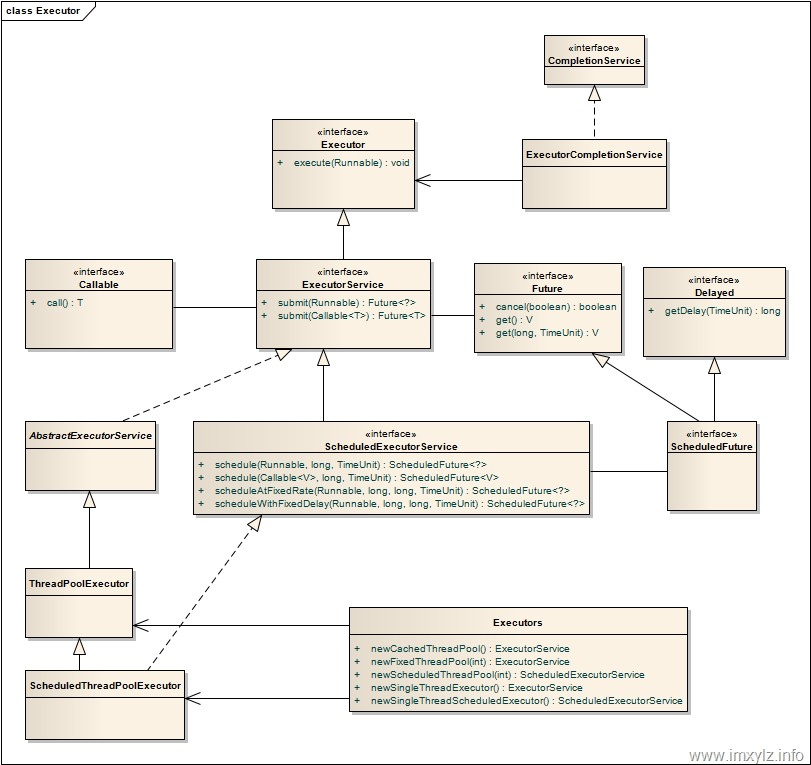 class Executor
«interface»
CompletionService
«interface»
Executor
+ execute(Runnable) : void
ExecutorCompletionService
«interface»
Callable
+ call() : T
«interface»
ExecutorService
+ submit(Runnable) : Future<?>
+ submit(Callable<T>) : Future<T>
«interface»
Future
+ cancel(boolean) : boolean
+ get() : V
+ get(long, TimeUnit) : V
«interface»
Delayed
+ getDelay(TimeUnit) : long
AbstractExecutorService
«interface»
ScheduledExecutorService
+ schedule(Runnable, long, TimeUnit) : ScheduledFuture<?>
+ schedule(Callable<V>, long, TimeUnit) : ScheduledFuture<V>
+ scheduleAtFixedRate(Runnable, long, long, TimeUnit) : ScheduledFuture<?>
+ scheduleWithFixedDelay(Runnable, long, long, TimeUnit) : ScheduledFuture<?>
«interface»
ScheduledFuture
ThreadPoolExecutor
Executors
+ newCachedThreadPool() : ExecutorService
+ newFixedThreadPool(int) : ExecutorService
+ newScheduledThreadPool(int) : ScheduledExecutorService
+ newSingleThreadExecutor() : ExecutorService
+ newSingleThreadScheduledExecutor() : ScheduledExecutorService
ScheduledThreadPoolExecutor
www.imxylz.info